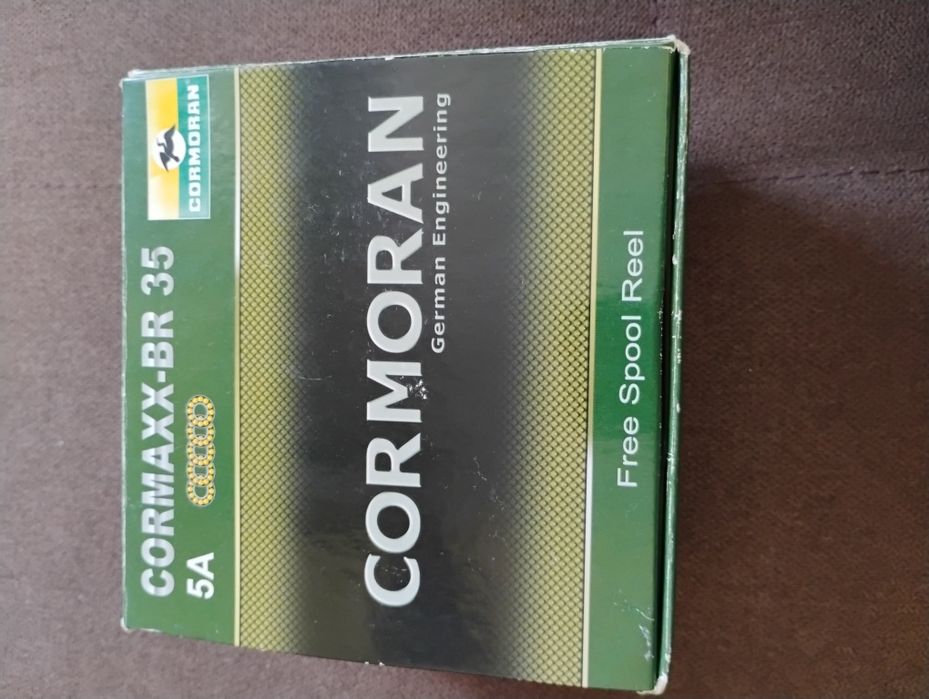 CORMAXX-BR 35
5A
CORMORAN
CORMORAN
German Engineering
Free Spool Reel